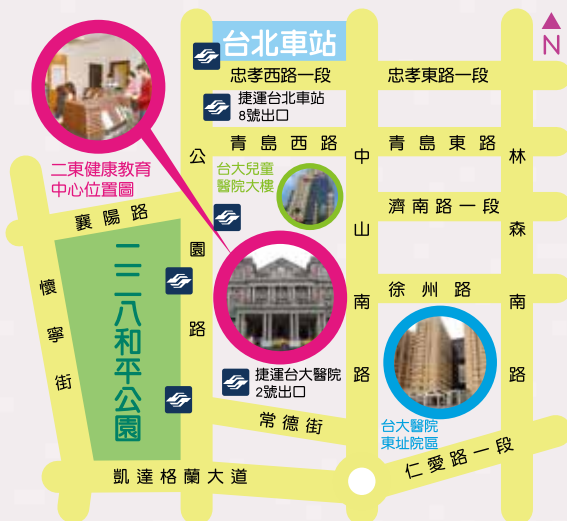 台北車站
N
忠孝西路一段
忠孝東路一段
捷運台北車站
8號出口
青島西路
青島東路
二東健康教育
中心位置圖
台大兒童
醫院大樓
公園路
中山南路
林森南路
襄陽路
濟南路一段
懷寧街
二二八和平公園
徐州路
捷運台大醫院
2號出口
常德街
台大醫院
東址院區
仁愛路一段
凱達格蘭大道